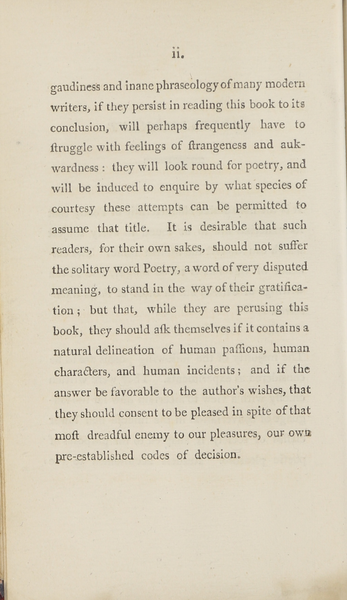 ii.
gaudiness and inane phraseology of many modern
writers, if they persist in reading this book to its
conclusion, will perhaps frequently have to
ſtruggle with feelings of ſtrangeness and auk-
wardness : they will look round for poetry, and
will be induced to enquire by what species of
courtesy these attempts can be permitted to
assume that title. It is desirable that such
readers, for their own sakes, should not suffer
the solitary word Poetry, a word of very disputed
meaning, to stand in the way of their gratifica-
tion ; but that, while they are perusing this
book, they should aſk themselves if it contains a
natural delineation of human paſſions, human
characters, and human incidents ; and if the
answer be favorable to the author's wishes, that
they should consent to be pleased in spite of that
moſt dreadful enemy to our pleasures, our own
pre-established codes of decision.